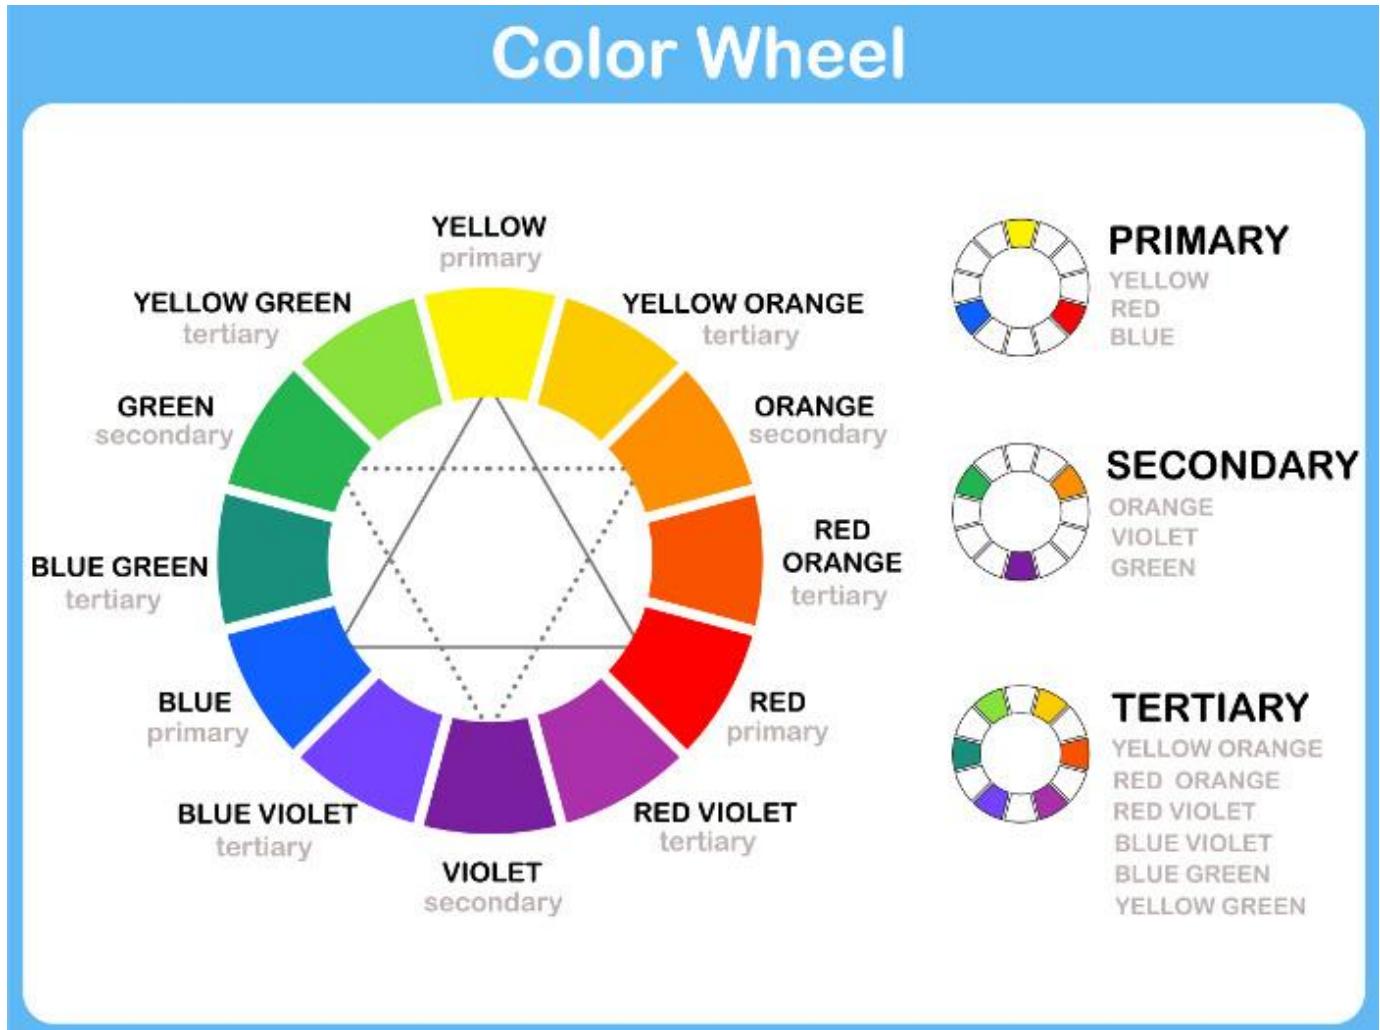 Color Wheel
YELLOW
primary
YELLOW GREEN
tertiary
YELLOW ORANGE
tertiary
GREEN
secondary
ORANGE
secondary
BLUE GREEN
tertiary
RED
ORANGE
tertiary
BLUE
primary
RED
primary
BLUE VIOLET
tertiary
RED VIOLET
tertiary
VIOLET
secondary
PRIMARY
YELLOW
RED
BLUE
SECONDARY
ORANGE
VIOLET
GREEN
TERTIARY
YELLOW ORANGE
RED ORANGE
RED VIOLET
BLUE VIOLET
BLUE GREEN
YELLOW GREEN